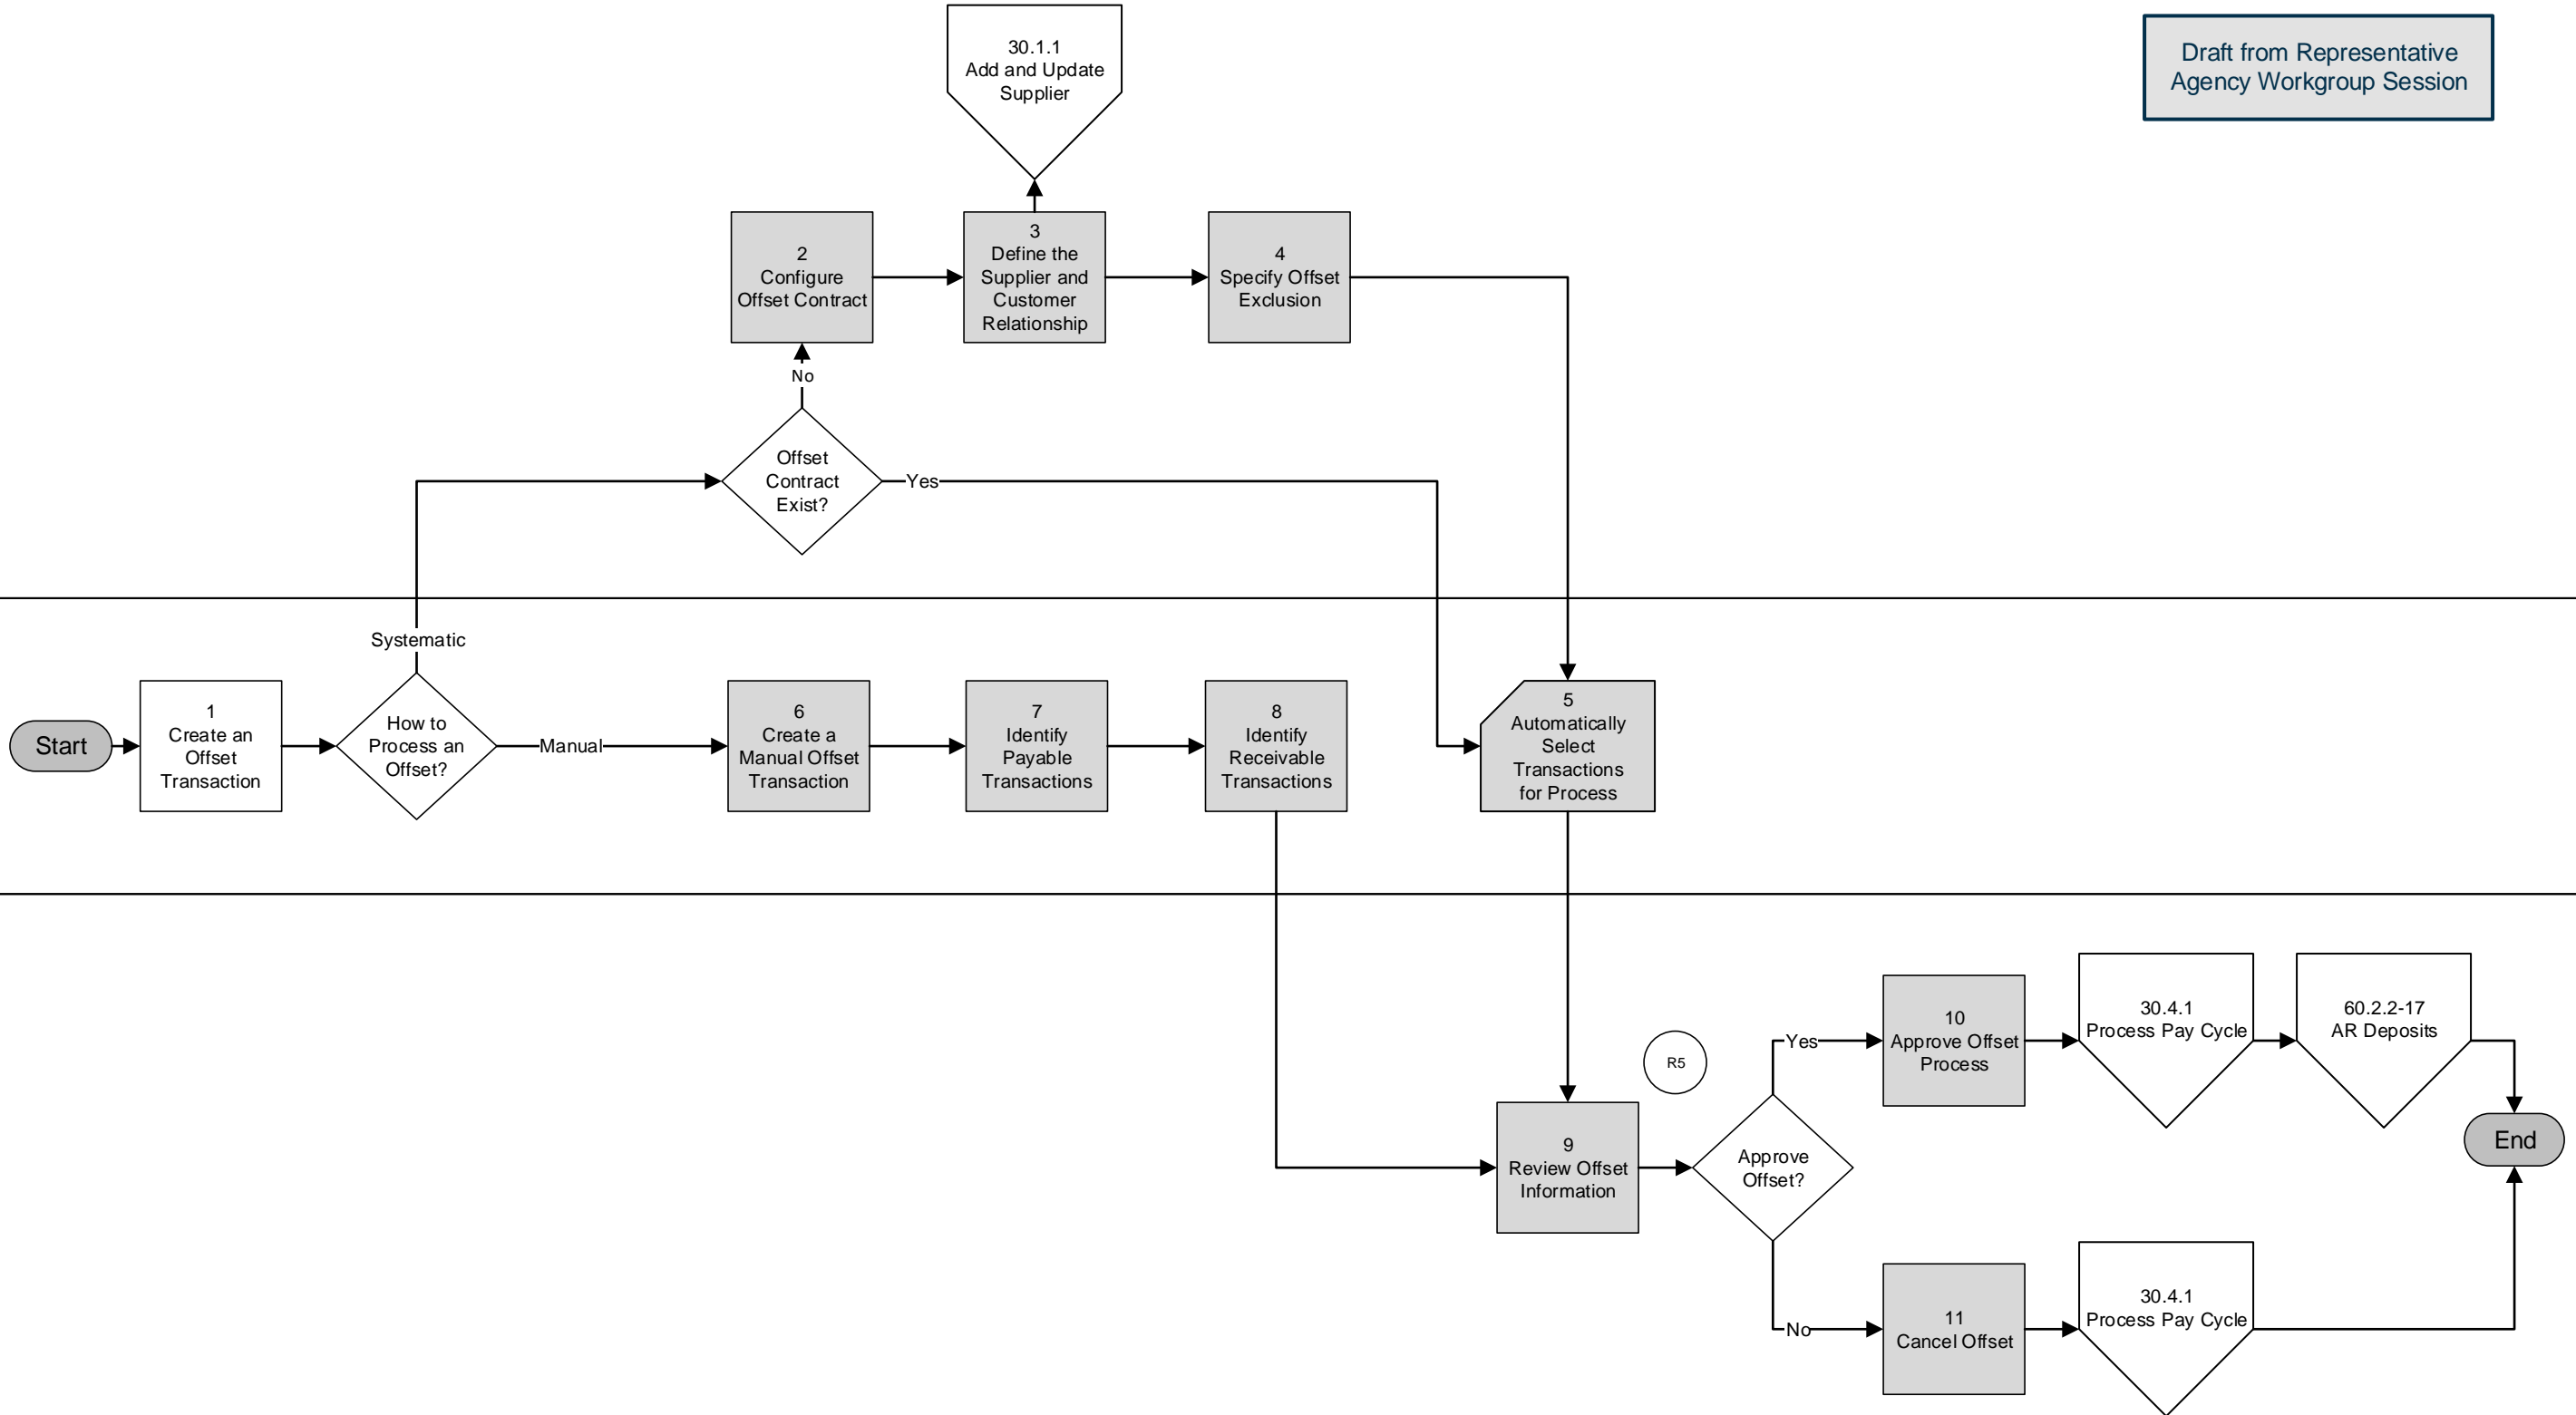 30.1.1
Add and Update
Supplier
Draft from Representative
Agency Workgroup Session
2
Configure
Offset Contract
3
Define the
Supplier and
Customer
Relationship
4
Specify Offset
Exclusion
No
Offset
Contract
Exist?
Yes
Systematic
Start
1
Create an
Offset
Transaction
How to
Process an
Offset?
Manual
6
Create a
Manual Offset
Transaction
7
Identify
Payable
Transactions
8
Identify
Receivable
Transactions
5
Automatically
Select
Transactions
for Process
R5
Yes
10
Approve Offset
Process
30.4.1
Process Pay Cycle
60.2.2-17
AR Deposits
9
Review Offset
Information
Approve
Offset?
End
No
11
Cancel Offset
30.4.1
Process Pay Cycle